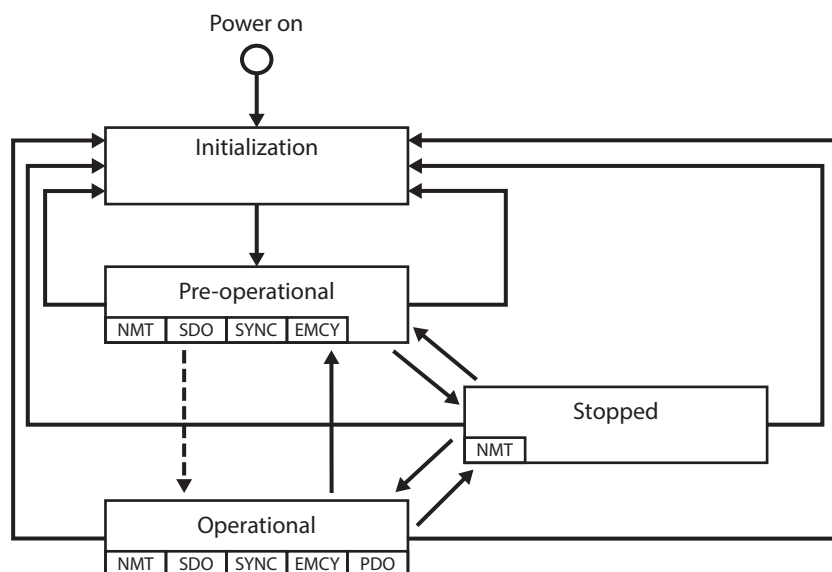 Power on
Initialization
Pre-operational
NMT SDO SYNC EMCY
Stopped
NMT
Operational
NMT SDO SYNC EMCY PDO